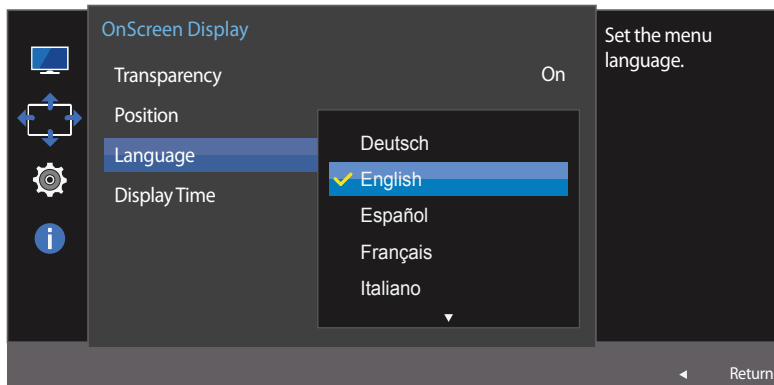 OnScreen Display
Transparency On
Position
Language
Display Time
Deutsch
English
Español
Français
Italiano
Set the menu
language.
Return